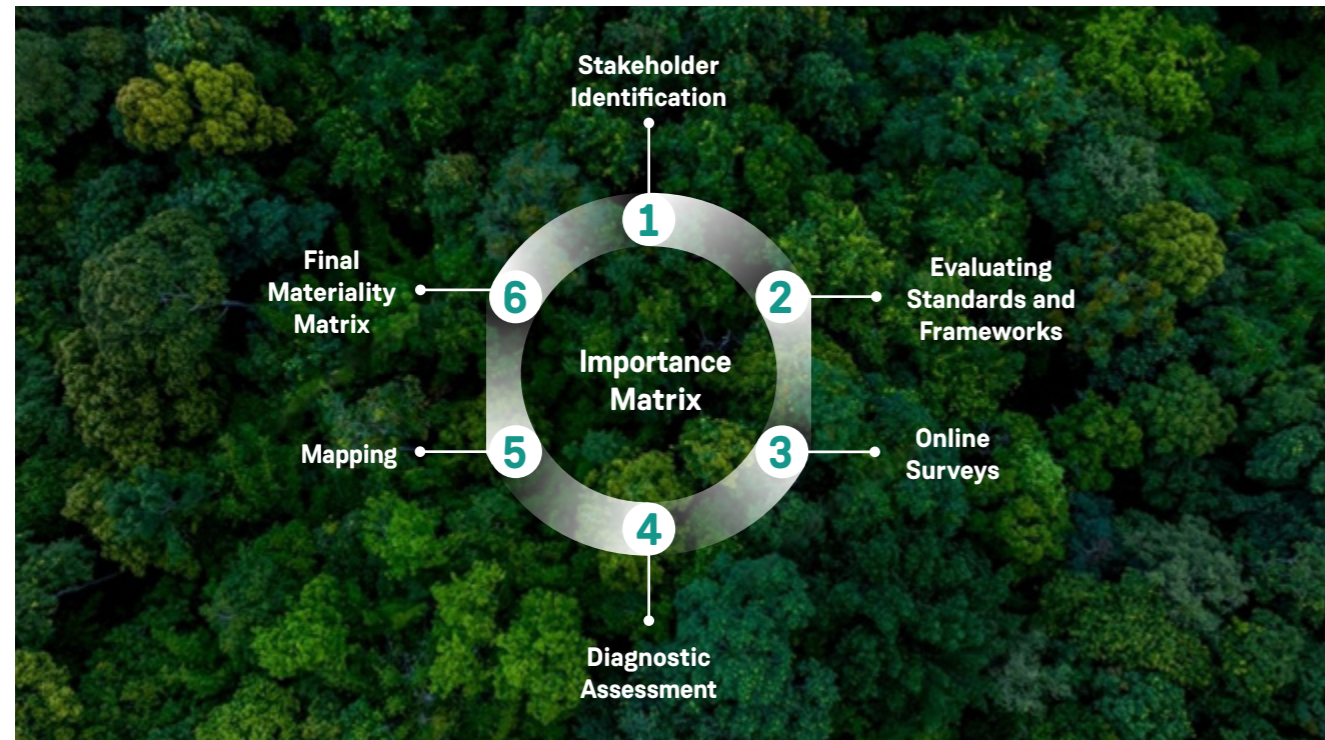 Stakeholder
Identification
1
Final
Materiality
Matrix
6
2
Evaluating
Standards and
Frameworks
Importance
Matrix
Mapping
5
3
Online
Surveys
4
Diagnostic
Assessment